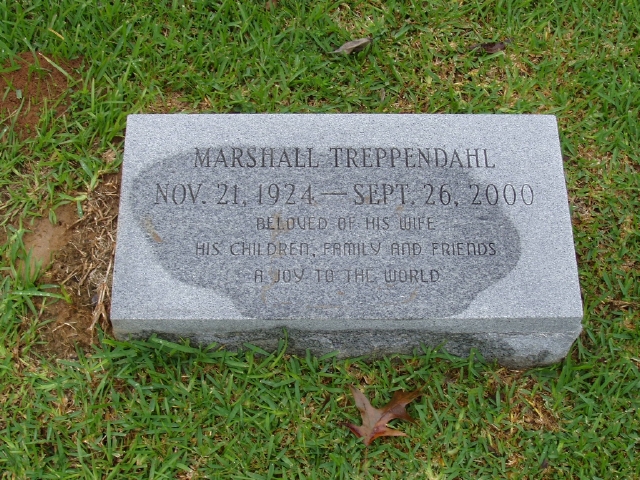 MARSHALL TREPPENDAHL
NOV. 21, 1924 — SEPT. 26, 2000
BELOVED OF HIS WIFE
HIS CHILDREN, FAMILY AND FRIENDS
A JOY TO THE WORLD